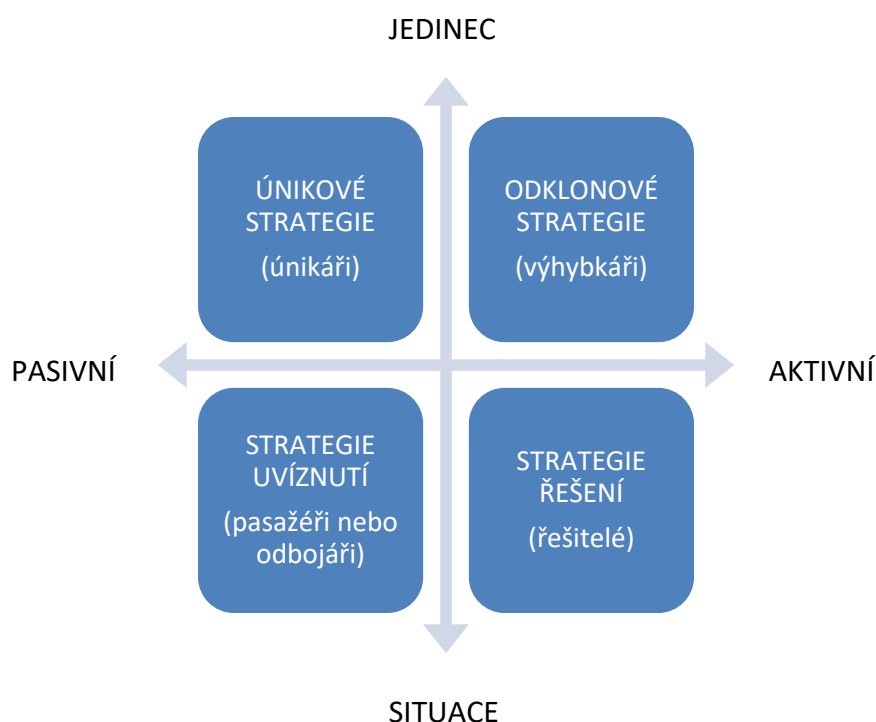 JEDINEC
ÚNIKOVÉ
STRATEGIE
(únikáři)
ODKLONOVÉ
STRATEGIE
(výhybkáři)
PASIVNÍ
AKTIVNÍ
STRATEGIE
UVÍZNUTÍ
(pasažéři nebo
odbojáři)
STRATEGIE
ŘEŠENÍ
(řešitelé)
SITUACE